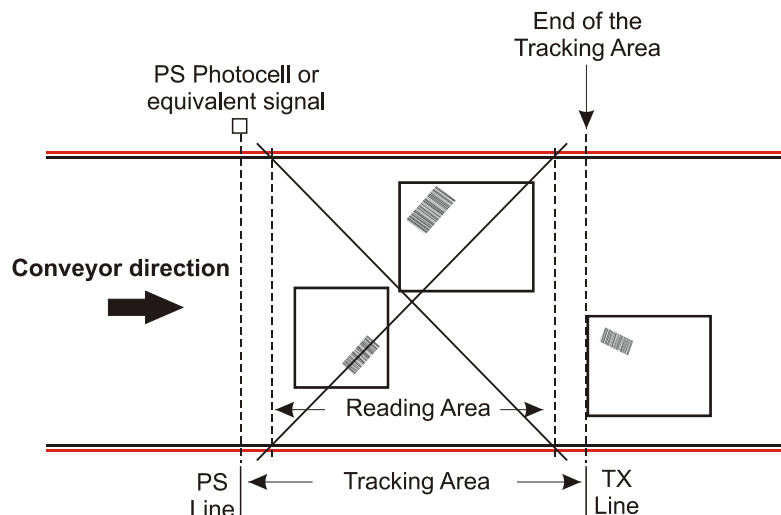 End of the
Tracking Area
PS Photocell or
equivalent signal
Conveyor direction
Reading Area
Tracking Area
PS
Line
TX
Line